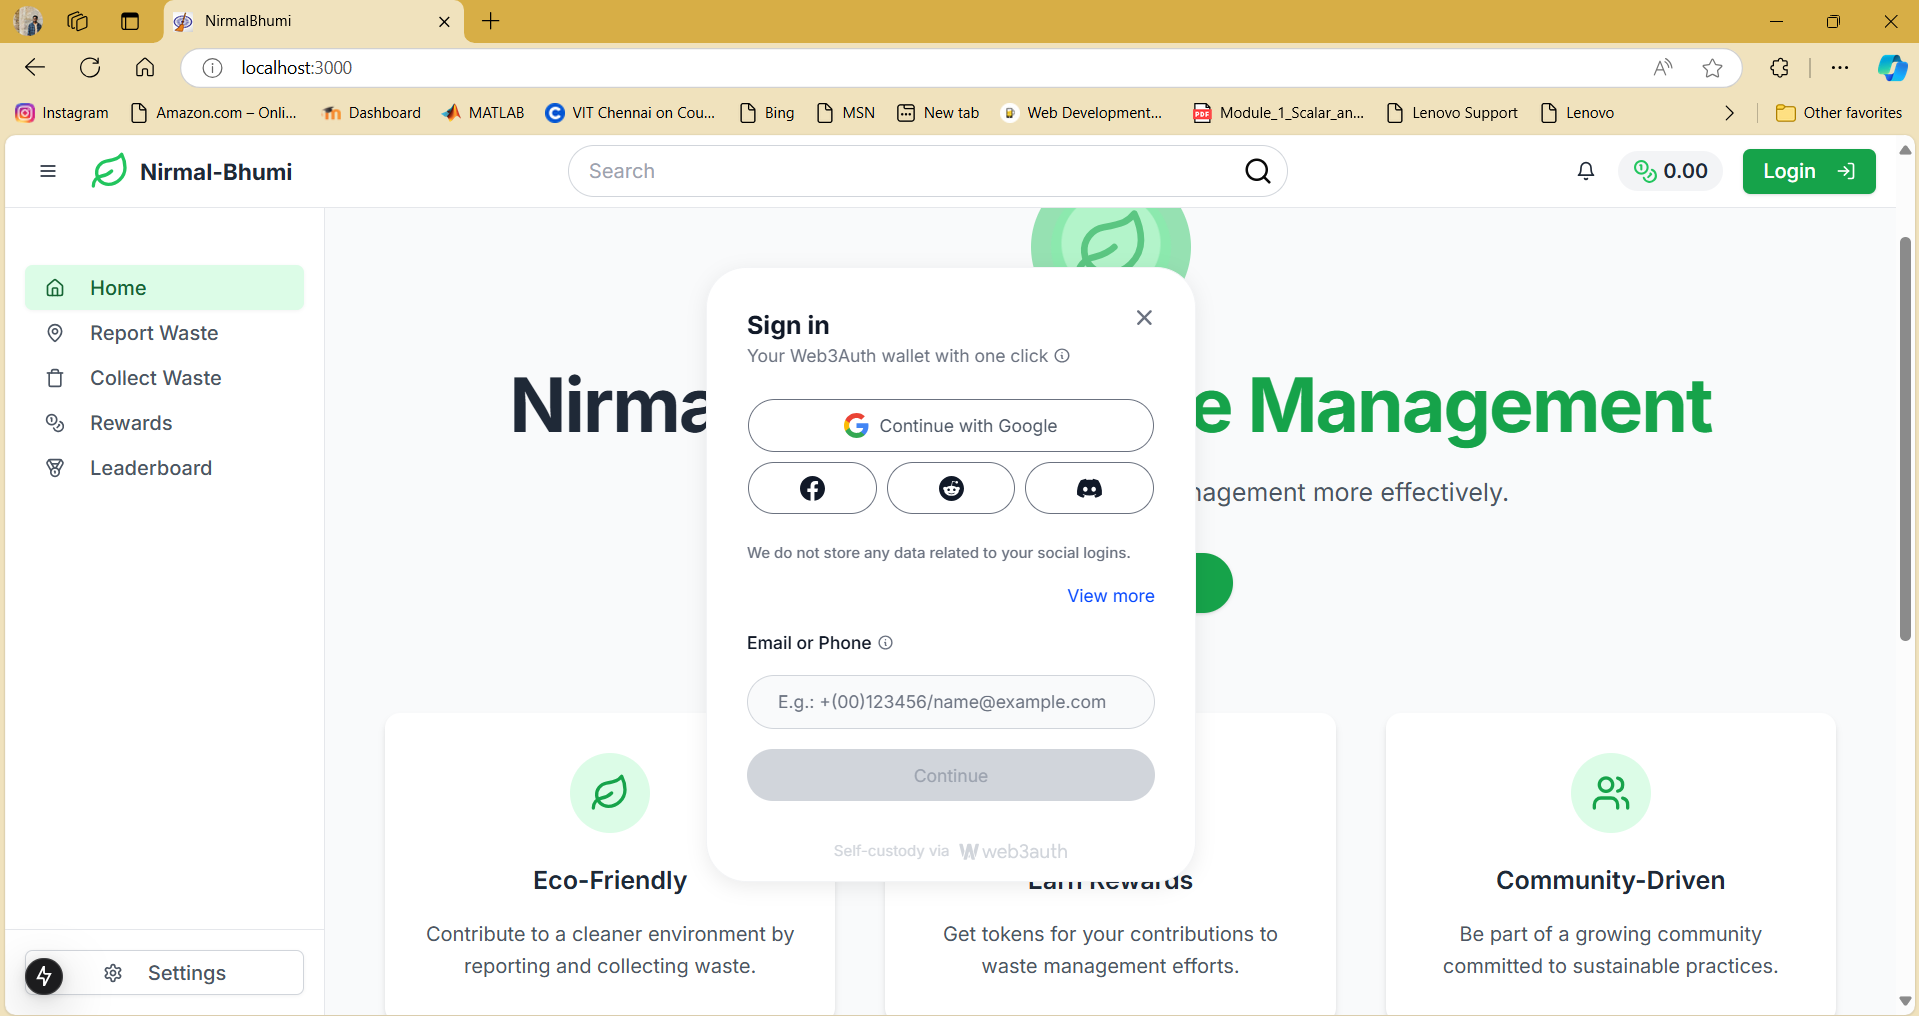 NirmalBhumi
localhost:3000
Instagram
Amazon.com – Onli...
Dashboard
MATLAB
VIT Chennai on Cou...
Bing
MSN
New tab
Web Development...
Module_1_Scalar_an...
Lenovo Support
Lenovo
Other favorites
Nirmal-Bhumi
Search
0.00
Login
Home
Report Waste
Collect Waste
Rewards
Leaderboard
Settings
Nirma
e Management
nagement more effectively.
Sign in
Your Web3Auth wallet with one click
Continue with Google
We do not store any data related to your social logins.
View more
Email or Phone
E.g.: +(00)123456/name@example.com
Continue
Self-custody via web3auth
Eco-Friendly
Contribute to a cleaner environment by
reporting and collecting waste.
Earn Rewards
Get tokens for your contributions to
waste management efforts.
Community-Driven
Be part of a growing community
committed to sustainable practices.